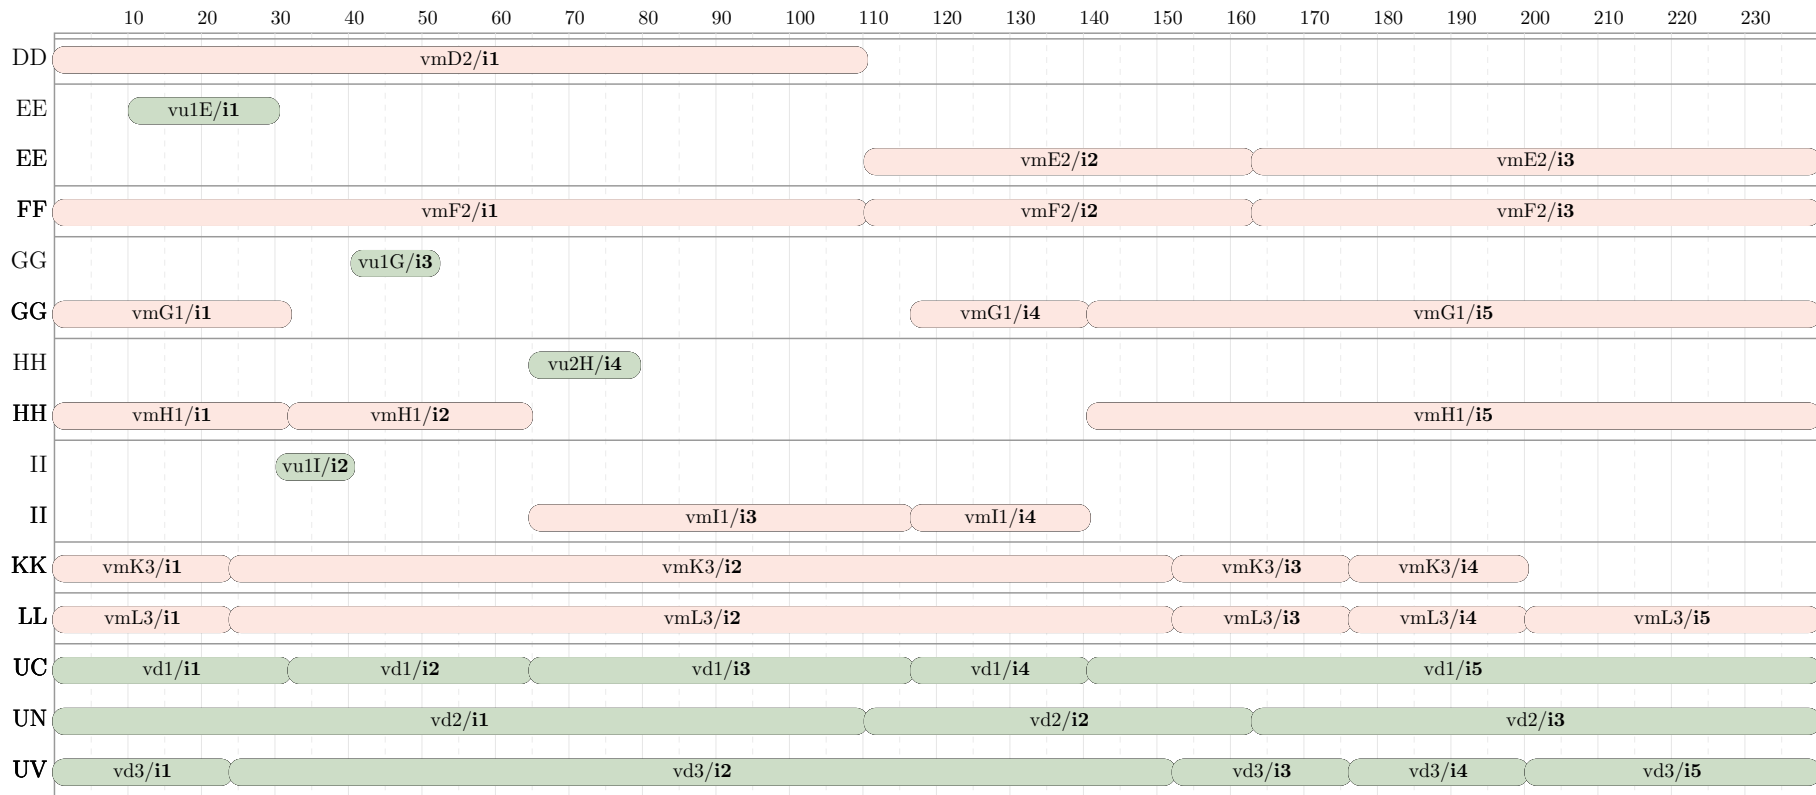 10 20 30 40 50 60 70 80 90 100 110 120 130 140 150 160 170 180 190 200 210 220 230
DD vmD2/i1
EE vu1E/i1
EE vmE2/i2 vmE2/i3
FF vmF2/i1 vmF2/i2 vmF2/i3
GG vu1G/i3
GG vmG1/i1 vmG1/i4 vmG1/i5
HH vu2H/i4
HH vmH1/i1 vmH1/i2 vmH1/i5
II vu1I/i2
II vmI1/i3 vmI1/i4
KK vmK3/i1 vmK3/i2 vmK3/i3 vmK3/i4
LL vmL3/i1 vmL3/i2 vmL3/i3 vmL3/i4 vmL3/i5
UC vd1/i1 vd1/i2 vd1/i3 vd1/i4 vd1/i5
UN vd2/i1 vd2/i2 vd2/i3
UV vd3/i1 vd3/i2 vd3/i3 vd3/i4 vd3/i5